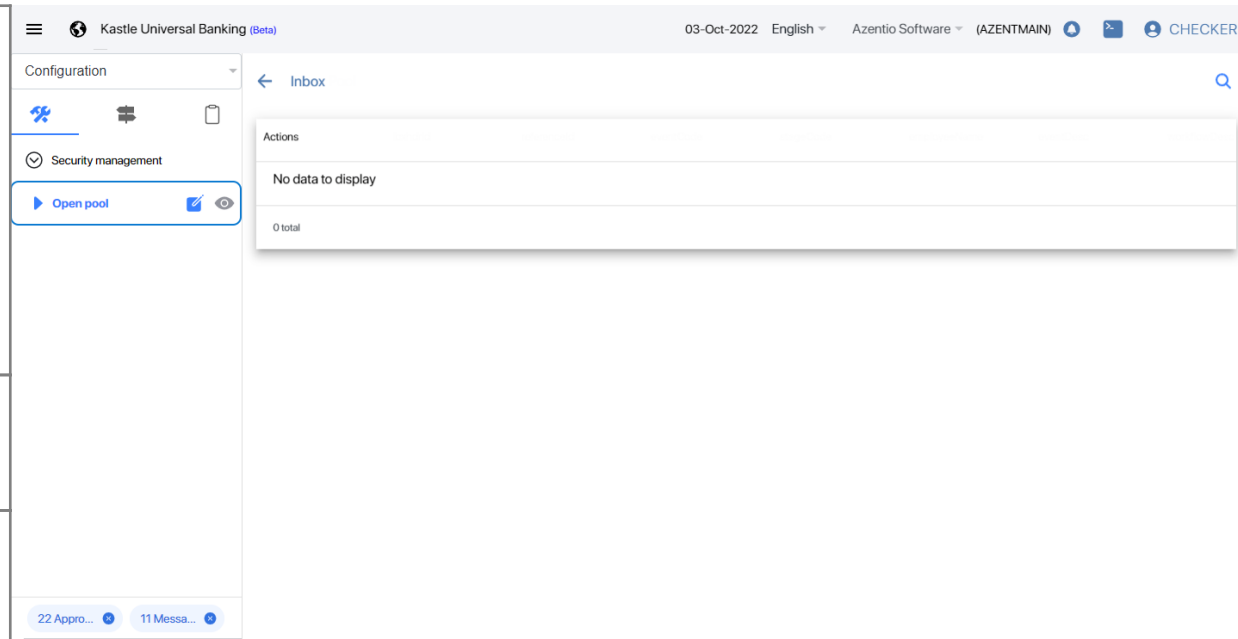 Kastle Universal Banking (Beta)
03-Oct-2022 English Azentio Software (AZENTMAIN) CHECKER
Configuration
Inbox
Actions
Security management
No data to display
Open pool
0 total
22 Appro... 11 Messa...